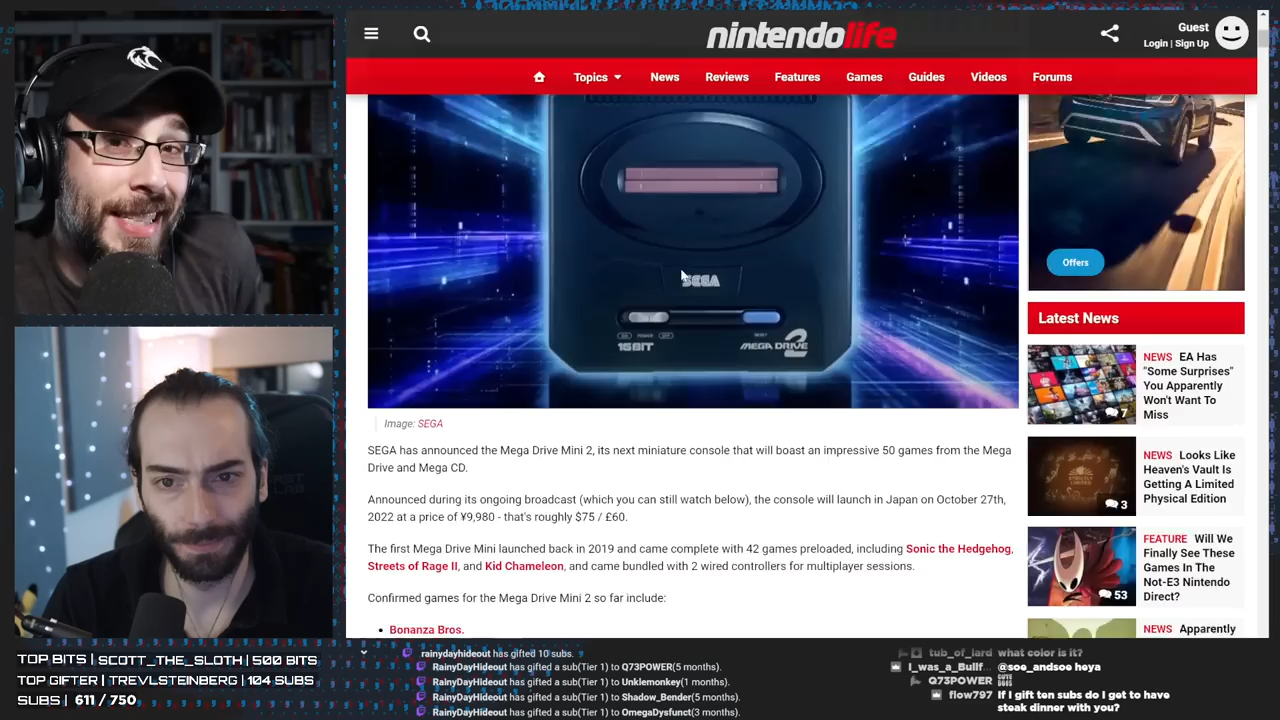 nintendolife
Guest
Login | Sign Up
Topics
News
Reviews
Features
Games
Guides
Videos
Forums
SEGA
16BIT
MEGA DRIVE 2
Offers
Image: SEGA
SEGA has announced the Mega Drive Mini 2, its next miniature console that will boast an impressive 50 games from the Mega
Drive and Mega CD.
Announced during its ongoing broadcast (which you can still watch below), the console will launch in Japan on October 27th,
2022 at a price of ¥9,980 - that's roughly $75 / £60.
The first Mega Drive Mini launched back in 2019 and came complete with 42 games preloaded, including Sonic the Hedgehog,
Streets of Rage II, and Kid Chameleon, and came bundled with 2 wired controllers for multiplayer sessions.
Confirmed games for the Mega Drive Mini 2 so far include:
• Bonanza Bros.
Latest News
NEWS EA Has
"Some Surprises"
You Apparently
Won't Want To
Miss
7
NEWS Looks Like
Heaven's Vault Is
Getting A Limited
Physical Edition
3
FEATURE Will We
Finally See These
Games In The
Not-E3 Nintendo
Direct?
53
NEWS Apparently
TOP BITS | SCOTT_THE_SLOTH | 500 BITS
TOP GIFTER | TREVLSTEINBERG | 104 SUBS
SUBS | 611 / 750
rainydayhideout has gifted 10 subs.
RainyDayHideout has gifted a sub(Tier 1) to Q73POWER(5 months).
RainyDayHideout has gifted a sub(Tier 1) to Unklemonkey(1 months).
RainyDayHideout has gifted a sub(Tier 1) to Shadow_Bender(5 months).
RainyDayHideout has gifted a sub(Tier 1) to OmegaDysfunct(3 months).
tub_of_lard what color is it?
I_was_a_Bullf... @soo_andsoo heya
Q73POWER
flow797 If I gift ten subs do I get to have
steak dinner with you?